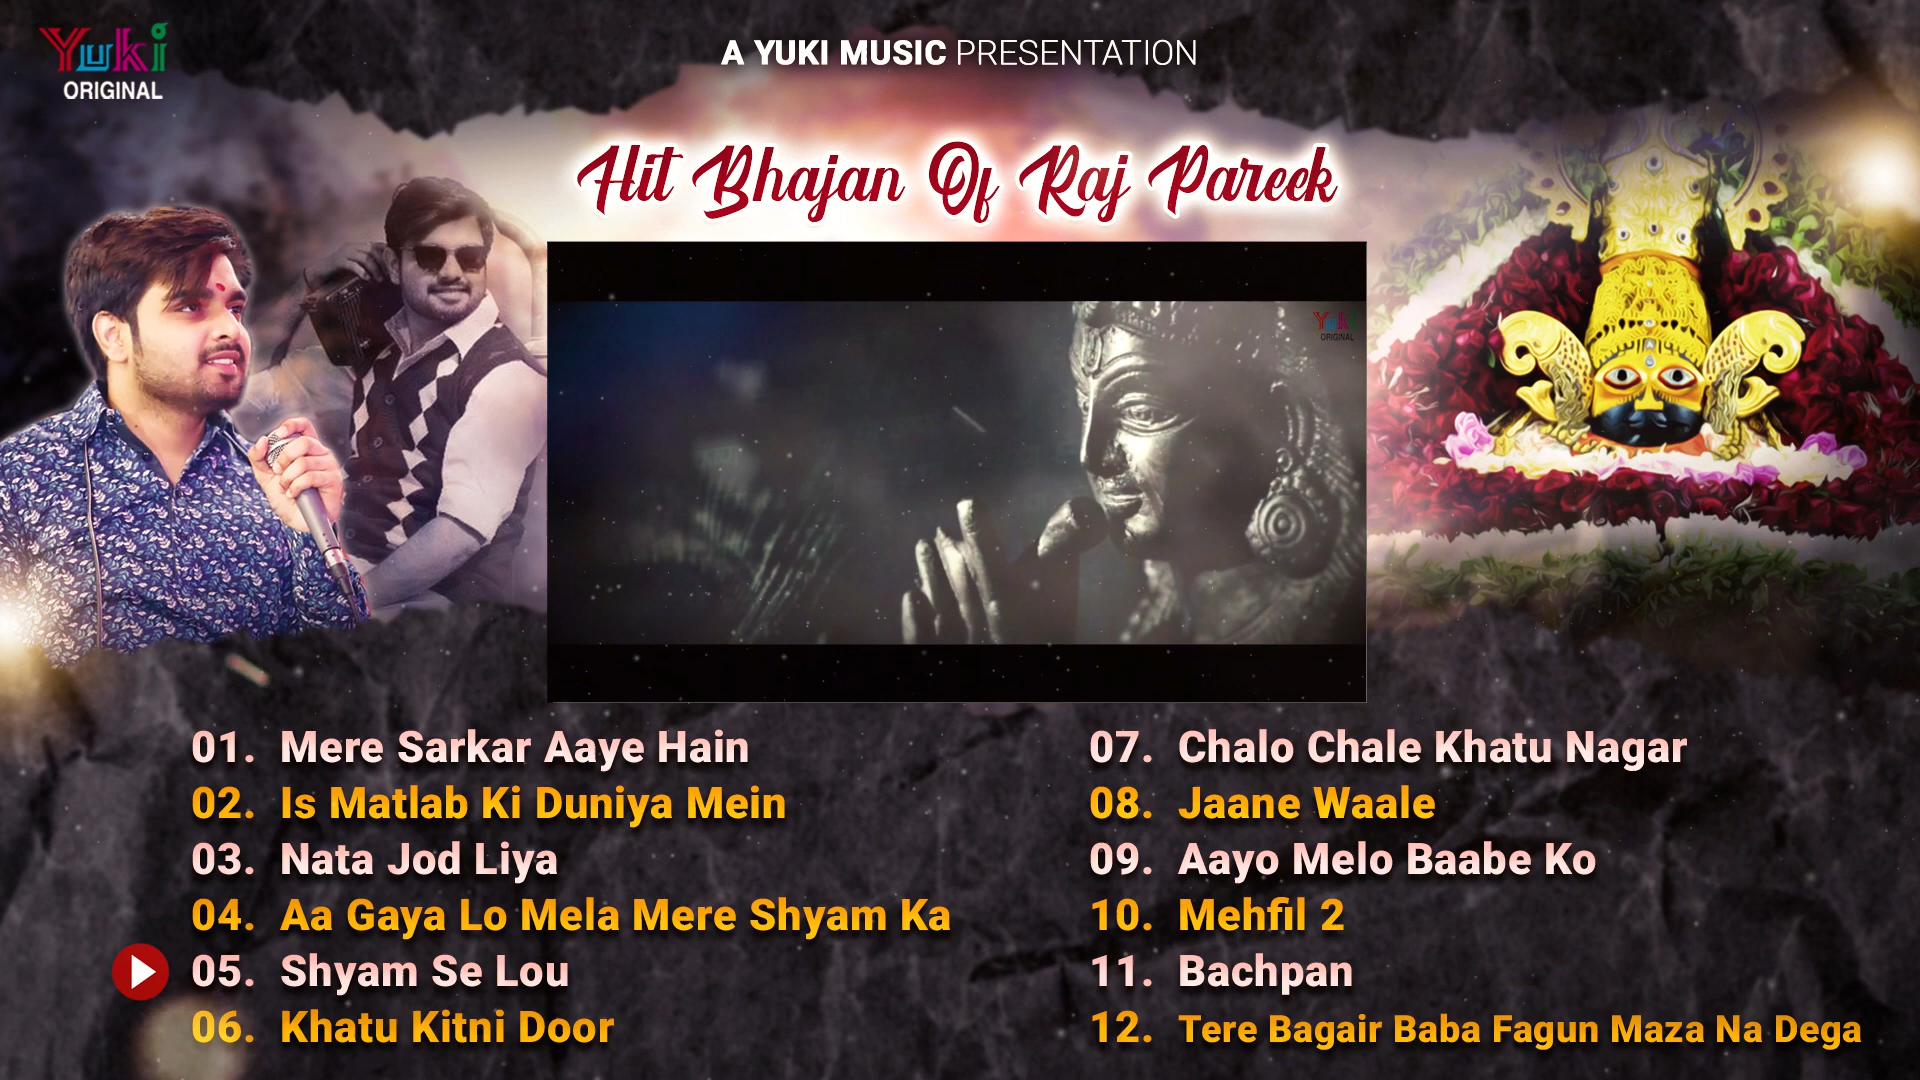 Yuki
ORIGINAL
A YUKI MUSIC PRESENTATION
Hit Bhajan Of Raj Pareek
Yuki
ORIGINAL
01. Mere Sarkar Aaye Hain
02. Is Matlab Ki Duniya Mein
03. Nata Jod Liya
04. Aa Gaya Lo Mela Mere Shyam Ka
05. Shyam Se Lou
06. Khatu Kitni Door
07. Chalo Chale Khatu Nagar
08. Jaane Waale
09. Aayo Melo Baabe Ko
10. Mehfil 2
11. Bachpan
12. Tere Bagair Baba Fagun Maza Na Dega